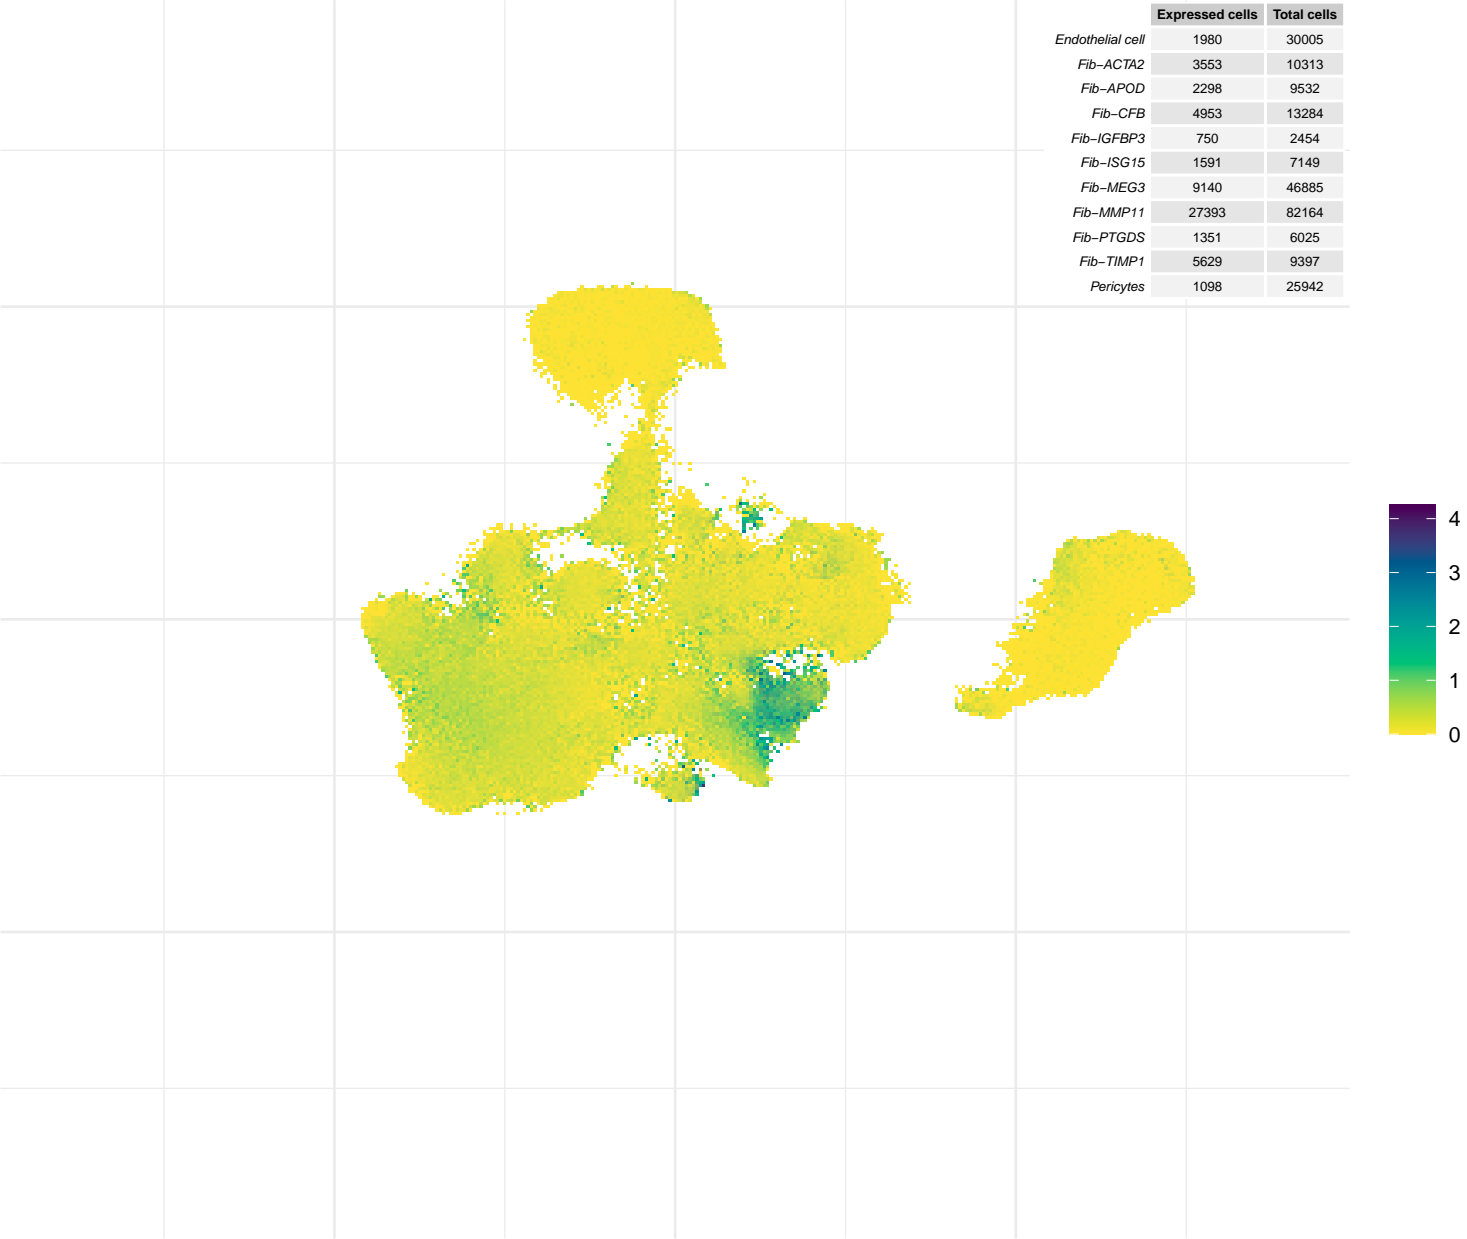 Expressed cells Total cells
Endothelial cell 1980 30005
Fib−ACTA2 3553 10313
Fib−APOD 2298 9532
Fib−CFB 4953 13284
Fib−IGFBP3 750 2454
Fib−ISG15 1591 7149
Fib−MEG3 9140 46885
Fib−MMP11 27393 82164
Fib−PTGDS 1351 6025
Fib−TIMP1 5629 9397
Pericytes 1098 25942
4
3
2
1
0